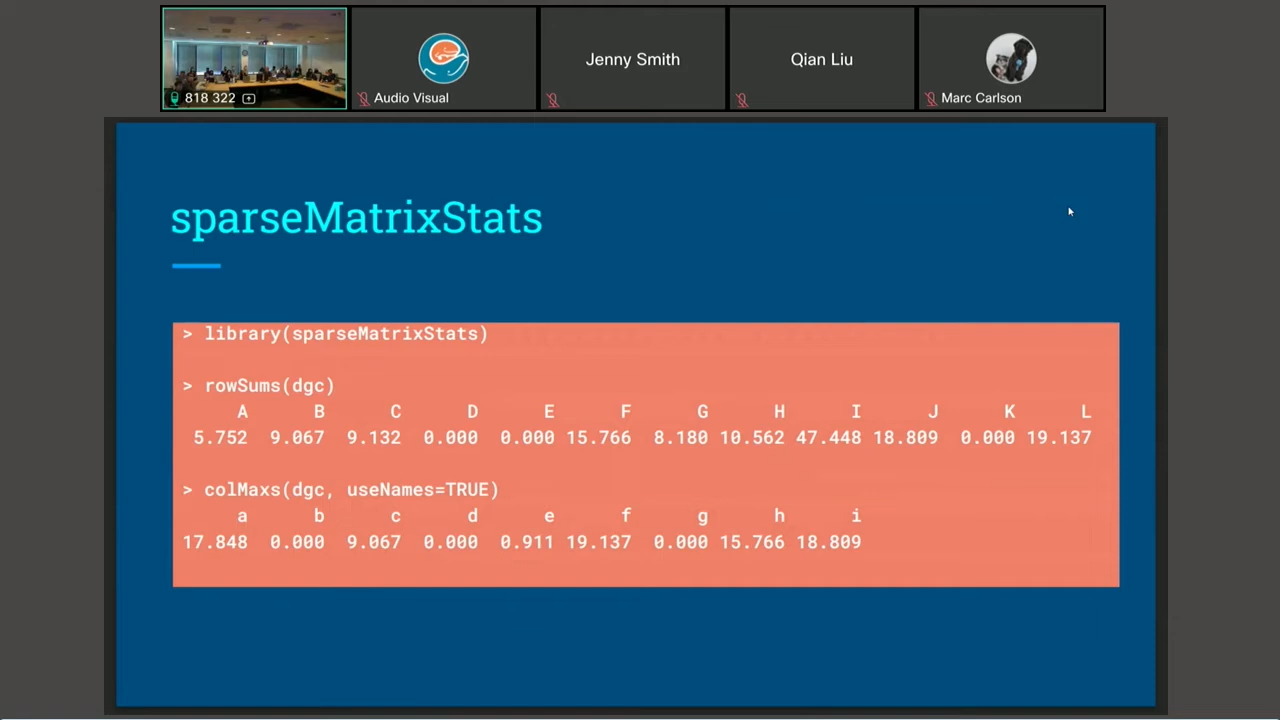 818 322
Audio Visual
Jenny Smith
Qian Liu
Marc Carlson
sparseMatrixStats
> library(sparseMatrixStats)
> rowSums(dgc)
A B C D E F G H I J K L
5.752 9.067 9.132 0.000 0.000 15.766 8.180 10.562 47.448 18.809 0.000 19.137
> colMaxs(dgc, useNames=TRUE)
a b c d e f g h i
17.848 0.000 9.067 0.000 0.911 19.137 0.000 15.766 18.809